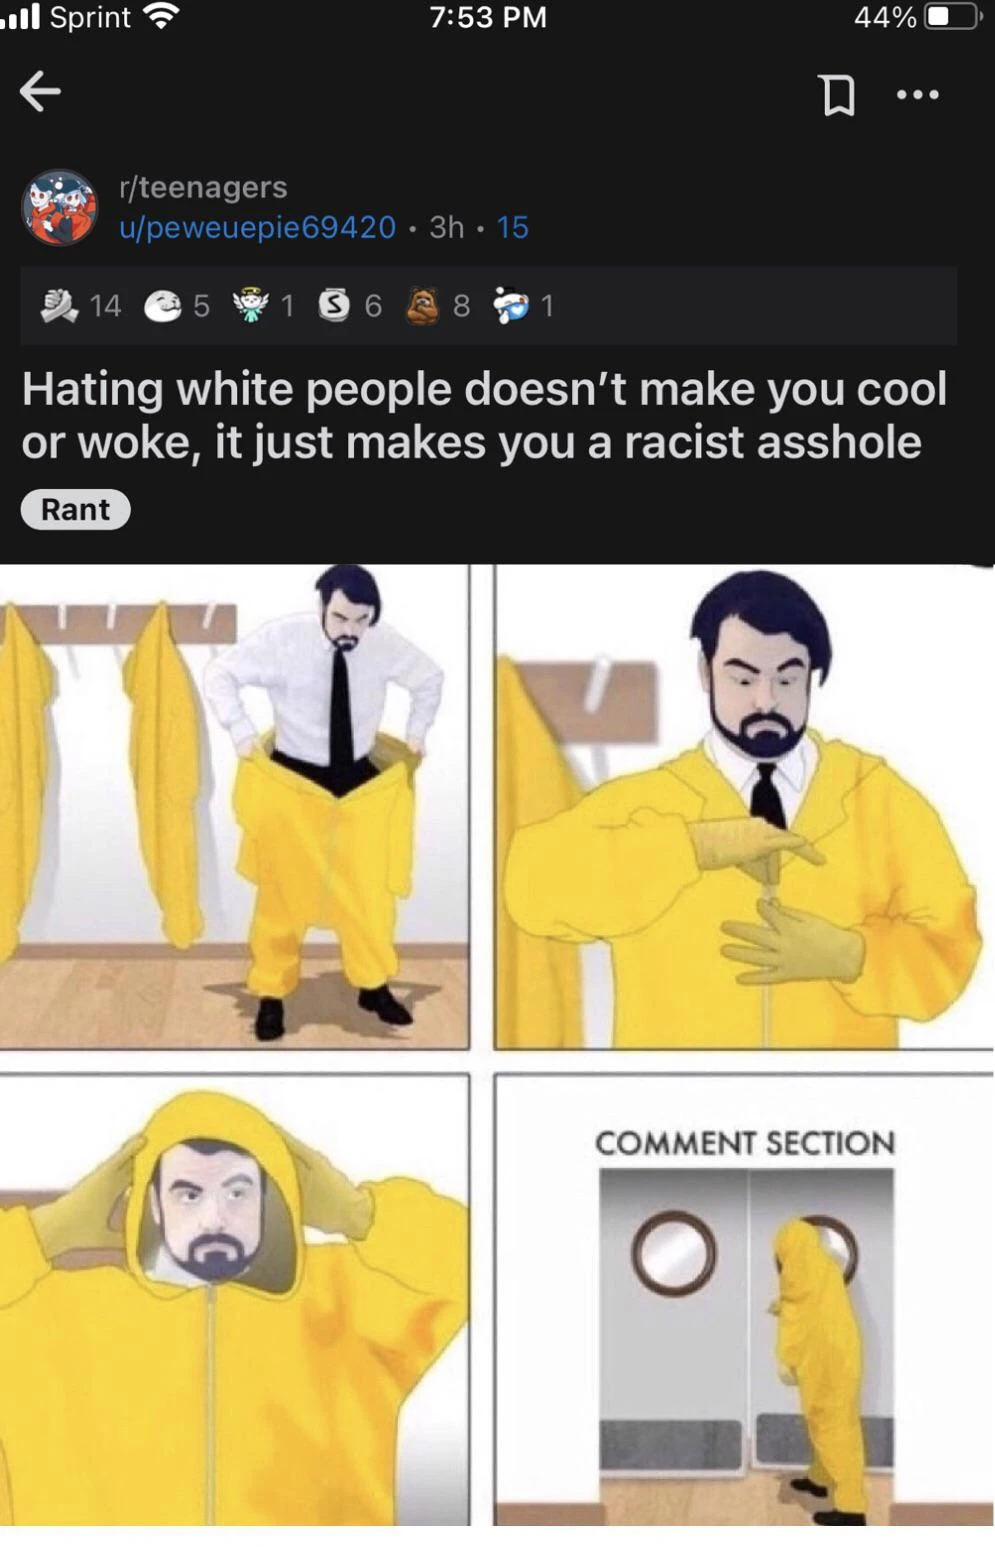 Sprint 7:53 PM 44%
r/teenagers
u/peweuepie69420 • 3h • 15
14 5 1 S 6 8 1
Hating white people doesn't make you cool
or woke, it just makes you a racist asshole
Rant
COMMENT SECTION